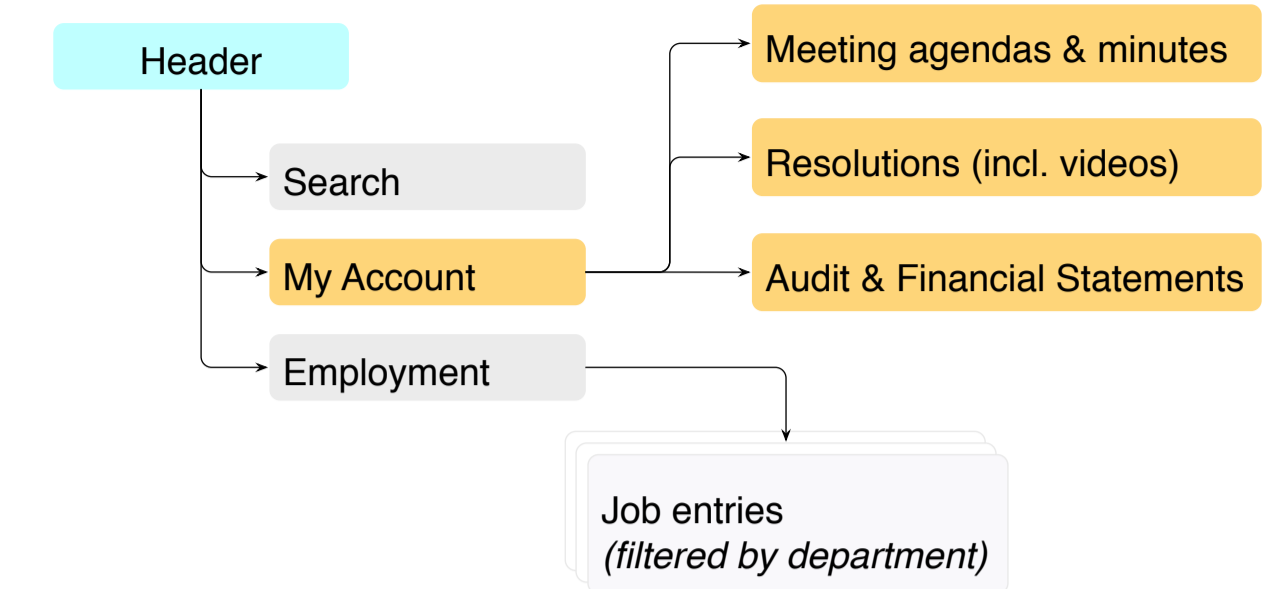 Header
Search
My Account
Employment
Meeting agendas & minutes
Resolutions (incl. videos)
Audit & Financial Statements
Job entries
(filtered by department)